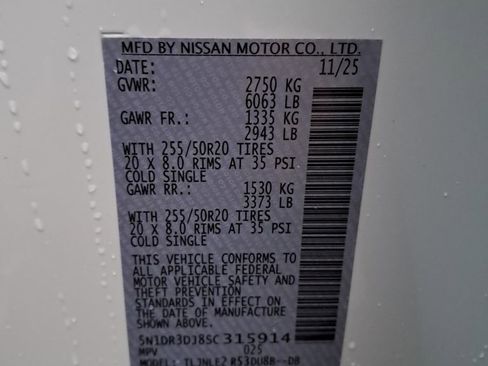 MFD BY NISSAN MOTOR CO., LTD.
DATE: 11/25
GVWR: 2750 KG
6063 LB
GAWR FR.: 1335 KG
2943 LB
WITH 255/50R20 TIRES
20 X 8.0 RIMS AT 35 PSI
COLD SINGLE
GAWR RR.: 1530 KG
3373 LB
WITH 255/50R20 TIRES
20 X 8.0 RIMS AT 35 PSI
COLD SINGLE
THIS VEHICLE CONFORMS TO
ALL APPLICABLE FEDERAL
MOTOR VEHICLE SAFETY AND
THEFT PREVENTION
STANDARDS IN EFFECT ON
THE DATE OF MANUFACTURE
SHOWN ABOVE.
5N1DR3DJ8SC315914
MPV 025